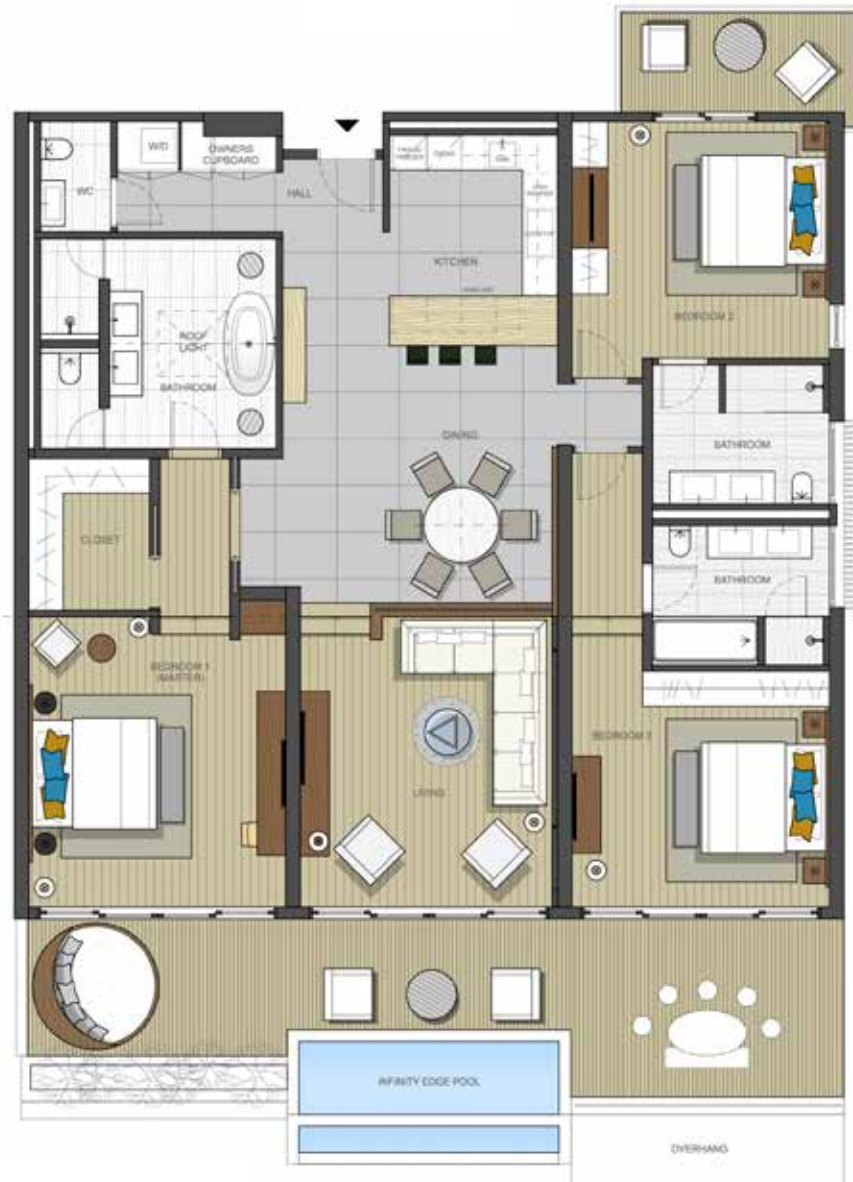 W/D
OWNERS
CUPBOARD
WC
HALL
KITCHEN
ROOF
LIGHT
BATHROOM
BEDROOM 2
DINING
BATHROOM
CLOSET
BATHROOM
BEDROOM 1
(MASTER)
BEDROOM 3
LIVING
INFINITY EDGE POOL
OVERHANG